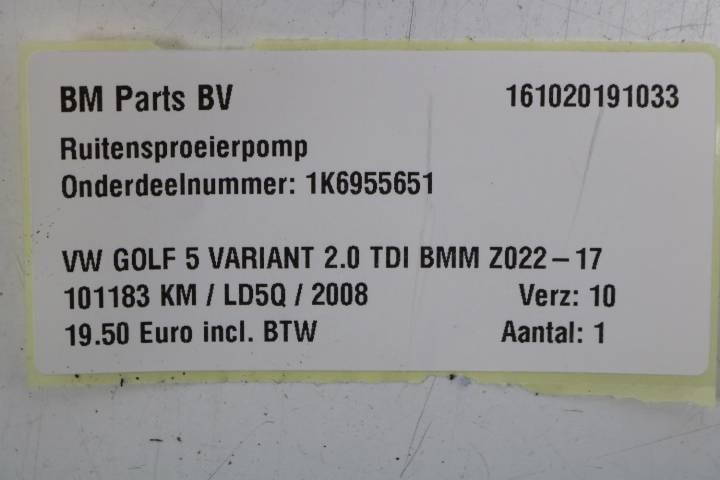 BM Parts BV 161020191033
Ruitensproeierpomp
Onderdeelnummer: 1K6955651
VW GOLF 5 VARIANT 2.0 TDI BMM Z022-17
101183 KM / LD5Q / 2008 Verz: 10
19.50 Euro incl. BTW Aantal: 1